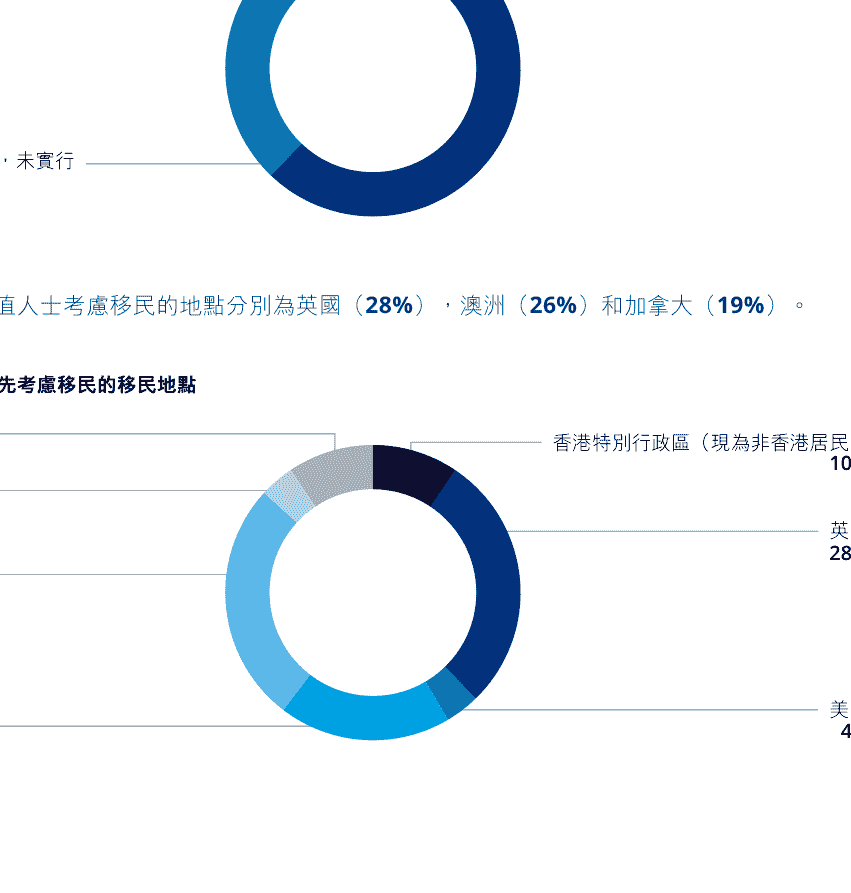 ，未實行
值人士考慮移民的地點分別為英國（28%），澳洲（26%）和加拿大（19%）。
先考慮移民的移民地點
香港特別行政區（現為非香港居民
10
英
28
美
4